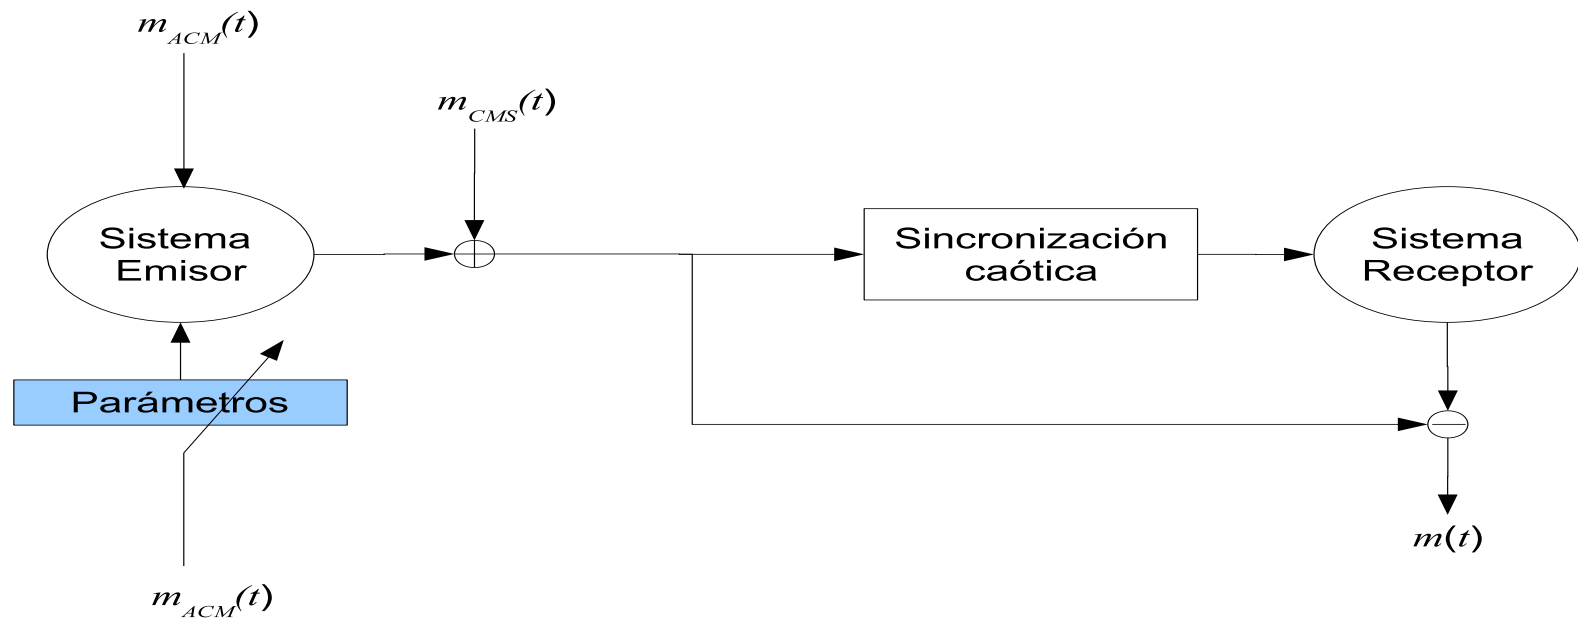 m_ACM(t)
m_CMS(t)
Sistema
Emisor
Sincronización
caótica
Sistema
Receptor
Parámetros
m(t)
m_ACM(t)